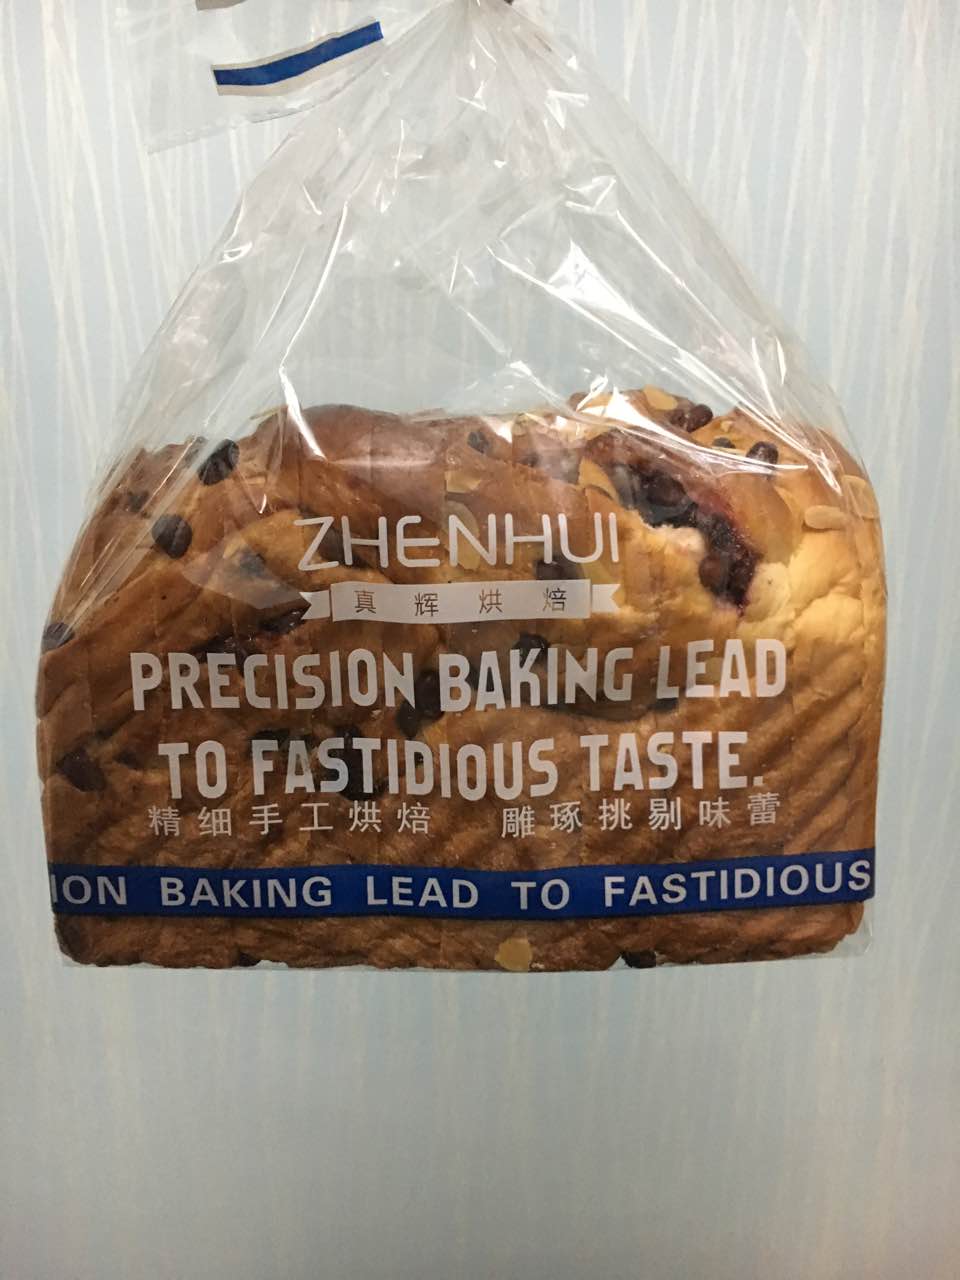 ZHENHUI
真辉烘焙
PRECISION BAKING LEAD
TO FASTIDIOUS TASTE.
精细手工烘焙 雕琢挑剔味蕾
ION BAKING LEAD TO FASTIDIOUS